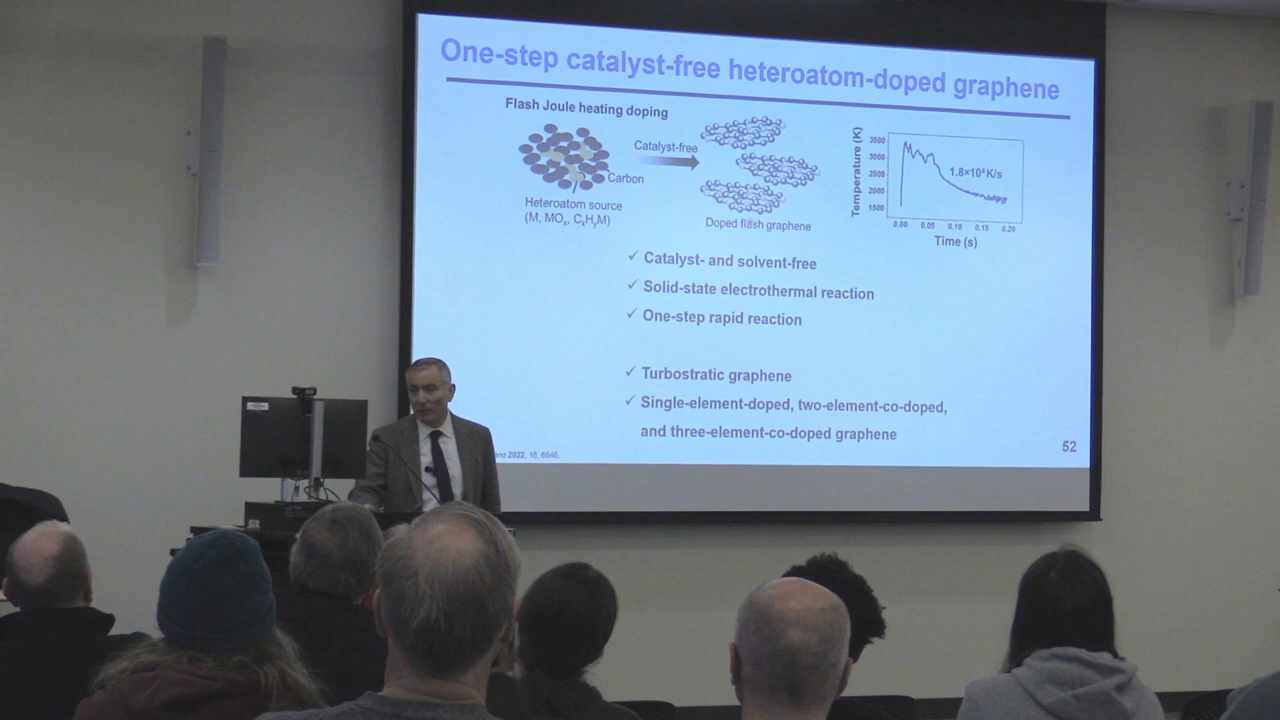 One-step catalyst-free heteroatom-doped graphene
Flash Joule heating doping
Catalyst-free
Carbon
Heteroatom source
(M, MOₓ, CₓHᵧM)
Doped flash graphene
Temperature (K)
3500
3000
2500
2000
1500
1.8×10⁴ K/s
0.00 0.05 0.10 0.15 0.20
Time (s)
✓ Catalyst- and solvent-free
✓ Solid-state electrothermal reaction
✓ One-step rapid reaction
✓ Turbostratic graphene
✓ Single-element-doped, two-element-co-doped,
and three-element-co-doped graphene
2022, 16, 6646.
52